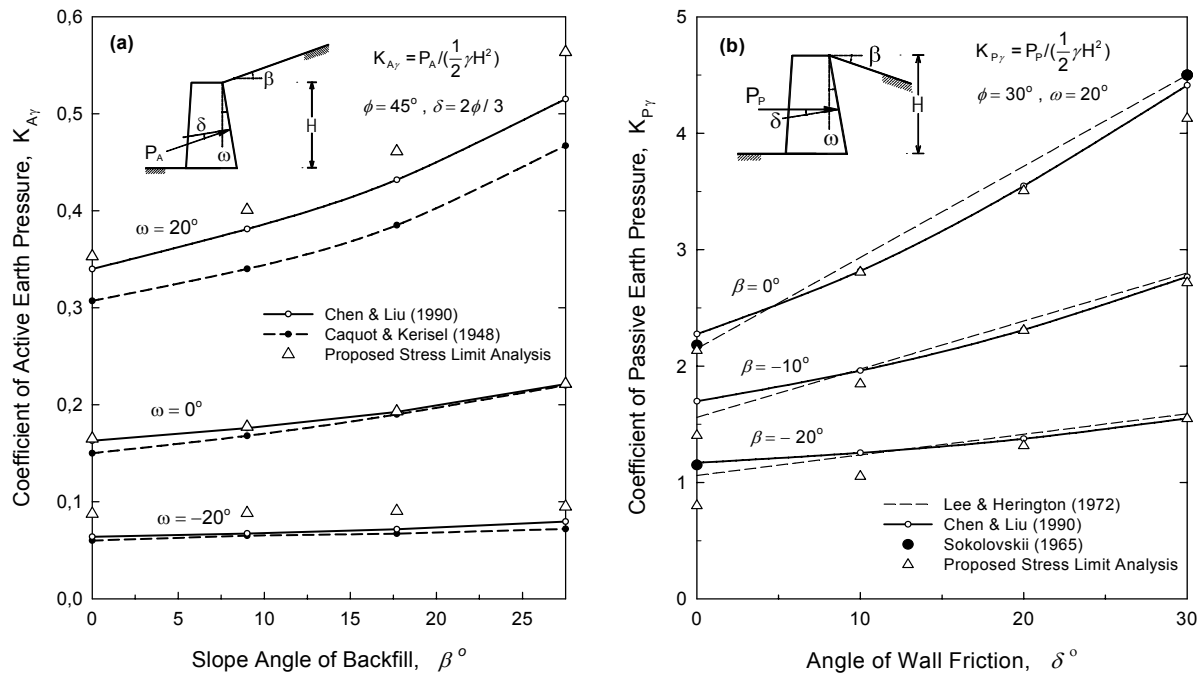 (a)
K_Aγ = P_A/(1/2 γH²)
β
φ = 45° , δ = 2φ/ 3
H
δ
P_A
ω
ω = 20°
Chen & Liu (1990)
Caquot & Kerisel (1948)
Proposed Stress Limit Analysis
ω = 0°
ω = −20°
0,6
0,5
0,4
0,3
0,2
0,1
0,0
Coefficient of Active Earth Pressure, K_Aγ
0 5 10 15 20 25
Slope Angle of Backfill, β°
(b)
K_Pγ = P_P/(1/2 γH²)
β
φ = 30° , ω = 20°
P_P
H
δ
ω
β = 0°
β = −10°
β = − 20°
Lee & Herington (1972)
Chen & Liu (1990)
Sokolovskii (1965)
Proposed Stress Limit Analysis
5
4
3
2
1
0
Coefficient of Passive Earth Pressure, K_Pγ
0 10 20 30
Angle of Wall Friction, δ°